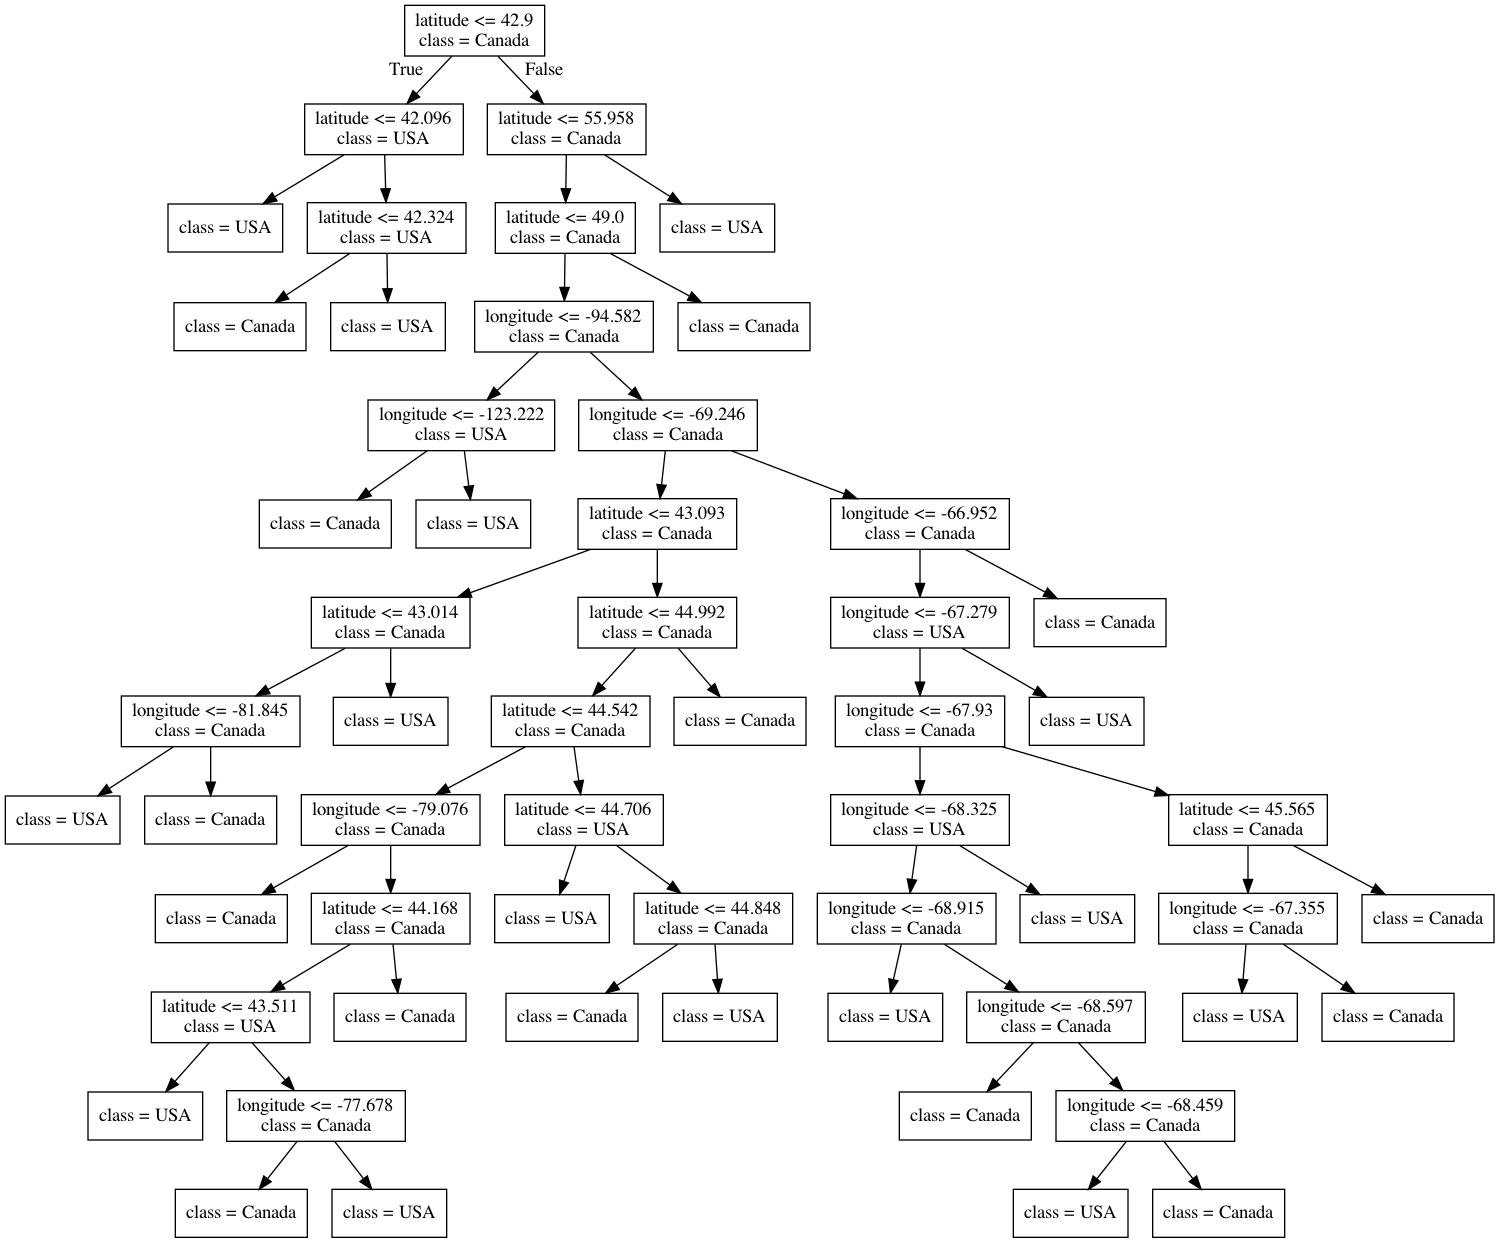 latitude <= 42.9
class = Canada
True
False
latitude <= 42.096
class = USA
latitude <= 55.958
class = Canada
class = USA
latitude <= 42.324
class = USA
latitude <= 49.0
class = Canada
class = USA
class = Canada
class = USA
longitude <= -94.582
class = Canada
class = Canada
longitude <= -123.222
class = USA
longitude <= -69.246
class = Canada
class = Canada
class = USA
latitude <= 43.093
class = Canada
longitude <= -66.952
class = Canada
latitude <= 43.014
class = Canada
latitude <= 44.992
class = Canada
longitude <= -67.279
class = USA
class = Canada
longitude <= -81.845
class = Canada
class = USA
latitude <= 44.542
class = Canada
class = Canada
longitude <= -67.93
class = Canada
class = USA
class = USA
class = Canada
longitude <= -79.076
class = Canada
latitude <= 44.706
class = USA
longitude <= -68.325
class = USA
latitude <= 45.565
class = Canada
class = Canada
latitude <= 44.168
class = Canada
class = USA
latitude <= 44.848
class = Canada
longitude <= -68.915
class = Canada
class = USA
longitude <= -67.355
class = Canada
class = Canada
latitude <= 43.511
class = USA
class = Canada
class = Canada
class = USA
class = USA
longitude <= -68.597
class = Canada
class = USA
class = Canada
class = USA
longitude <= -77.678
class = Canada
class = Canada
longitude <= -68.459
class = Canada
class = Canada
class = USA
class = USA
class = Canada